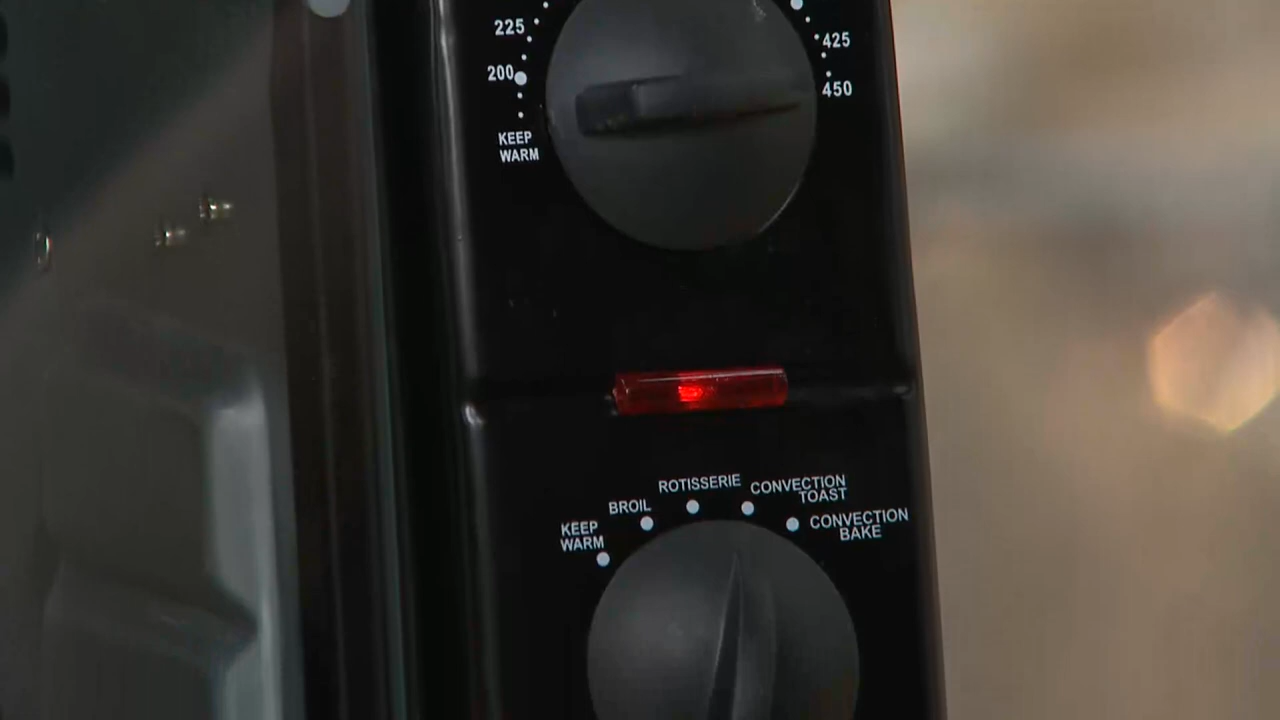 225
425
200
450
KEEP
WARM
ROTISSERIE
CONVECTION
TOAST
BROIL
KEEP
WARM
CONVECTION
BAKE